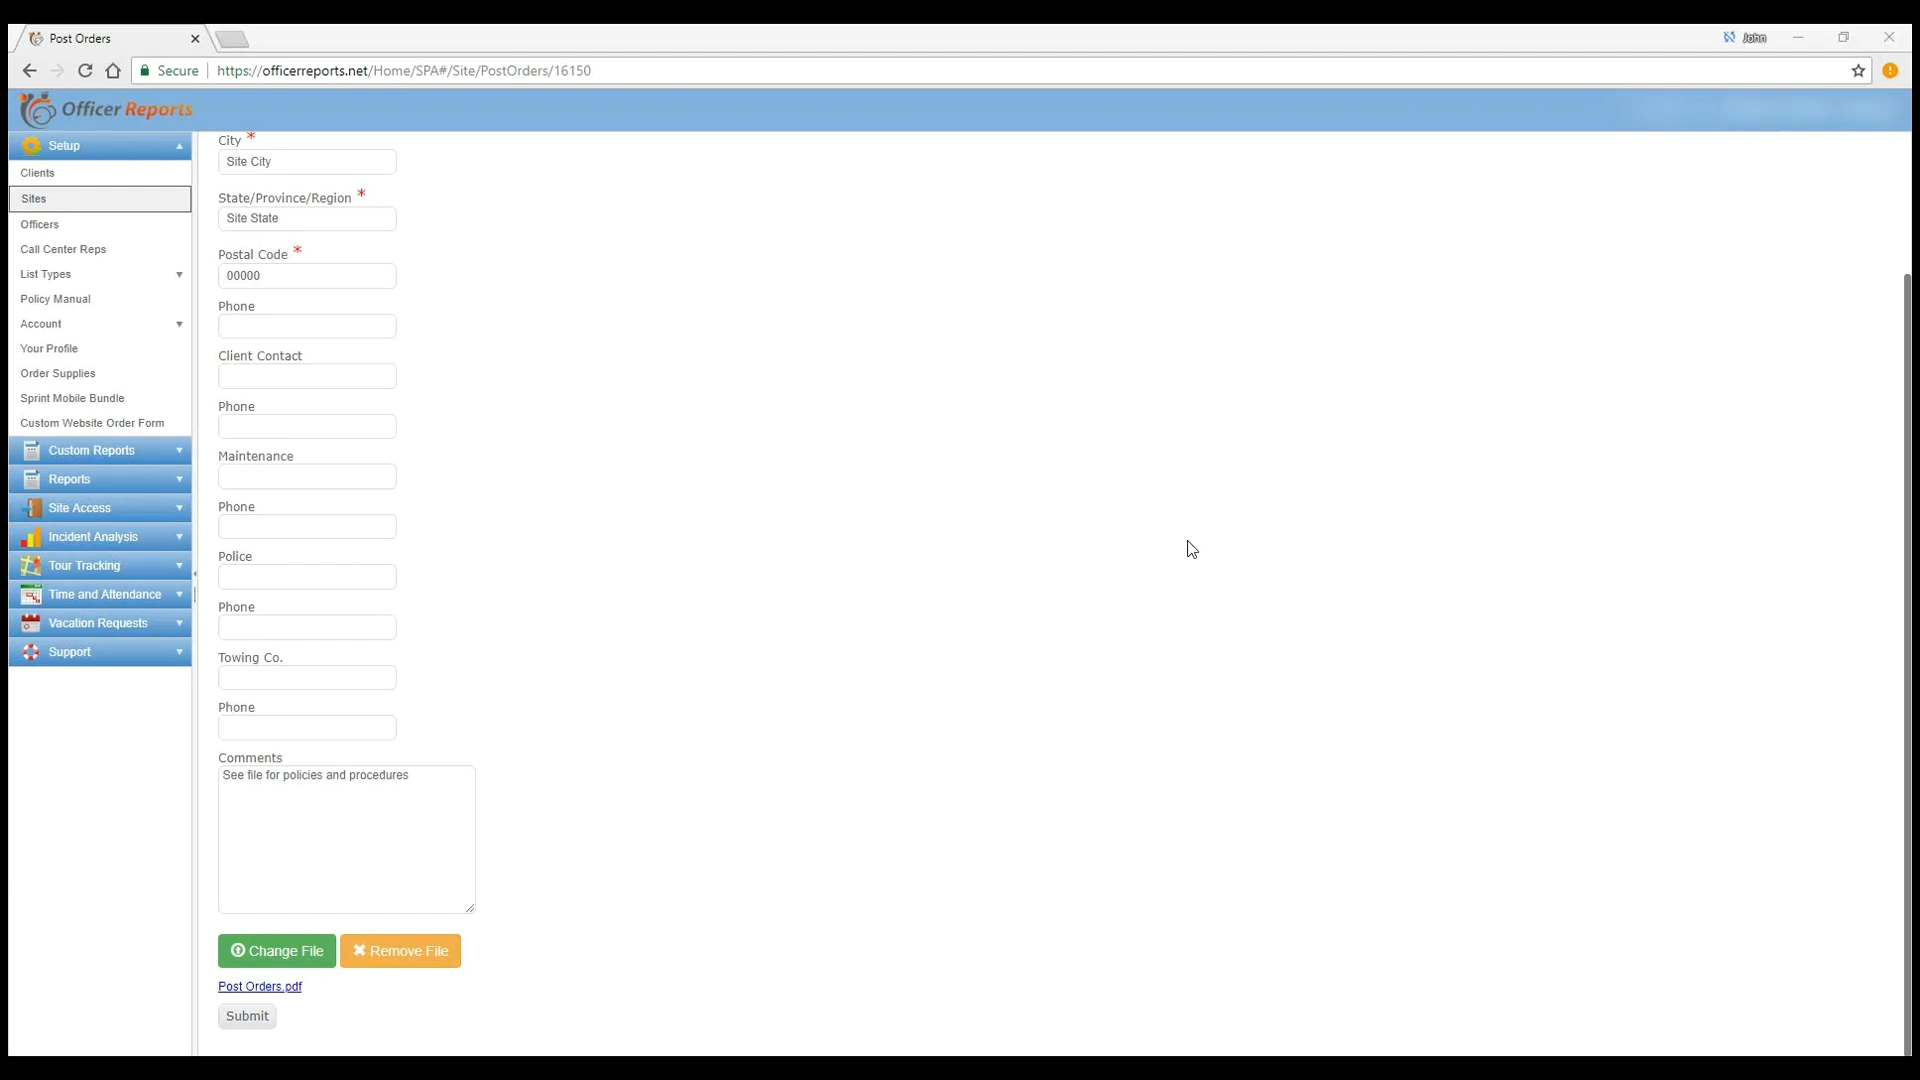 Post Orders
John
Secure
https://officerreports.net/Home/SPA#/Site/PostOrders/16150
Officer Reports
Setup
Clients
Sites
Officers
Call Center Reps
List Types
Policy Manual
Account
Your Profile
Order Supplies
Sprint Mobile Bundle
Custom Website Order Form
Custom Reports
Reports
Site Access
Incident Analysis
Tour Tracking
Time and Attendance
Vacation Requests
Support
City *
Site City
State/Province/Region *
Site State
Postal Code *
00000
Phone
Client Contact
Phone
Maintenance
Phone
Police
Phone
Towing Co.
Phone
Comments
See file for policies and procedures
Change File
Remove File
Post Orders.pdf
Submit